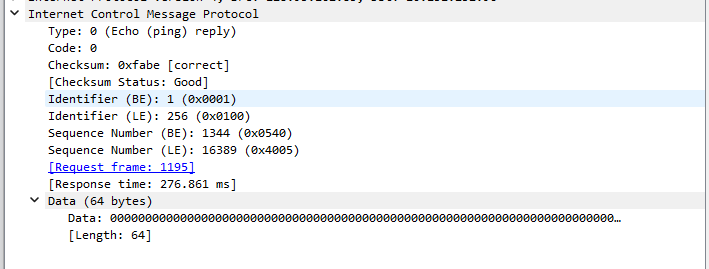 Internet Control Message Protocol
Type: 0 (Echo (ping) reply)
Code: 0
Checksum: 0xfabe [correct]
[Checksum Status: Good]
Identifier (BE): 1 (0x0001)
Identifier (LE): 256 (0x0100)
Sequence Number (BE): 1344 (0x0540)
Sequence Number (LE): 16389 (0x4005)
[Request frame: 1195]
[Response time: 276.861 ms]
Data (64 bytes)
Data: 000000000000000000000000000000000000000000000000000000000000000000000000…
[Length: 64]